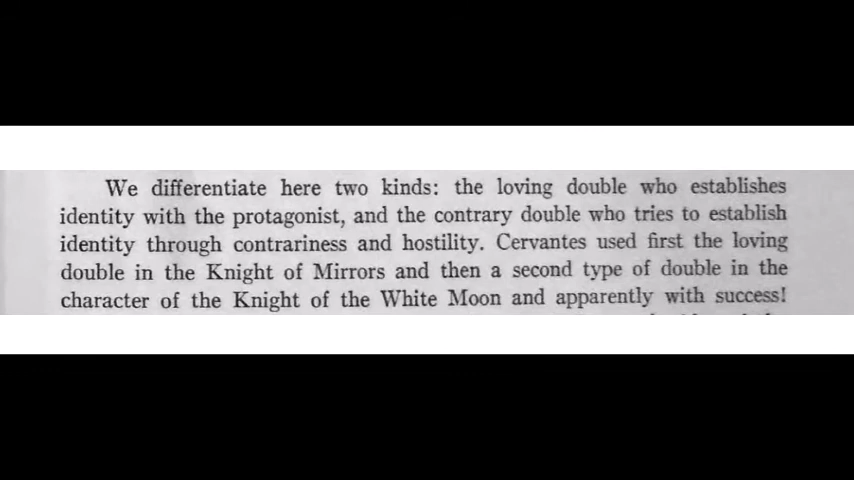 We differentiate here two kinds: the loving double who establishes
identity with the protagonist, and the contrary double who tries to establish
identity through contrariness and hostility. Cervantes used first the loving
double in the Knight of Mirrors and then a second type of double in the
character of the Knight of the White Moon and apparently with success!